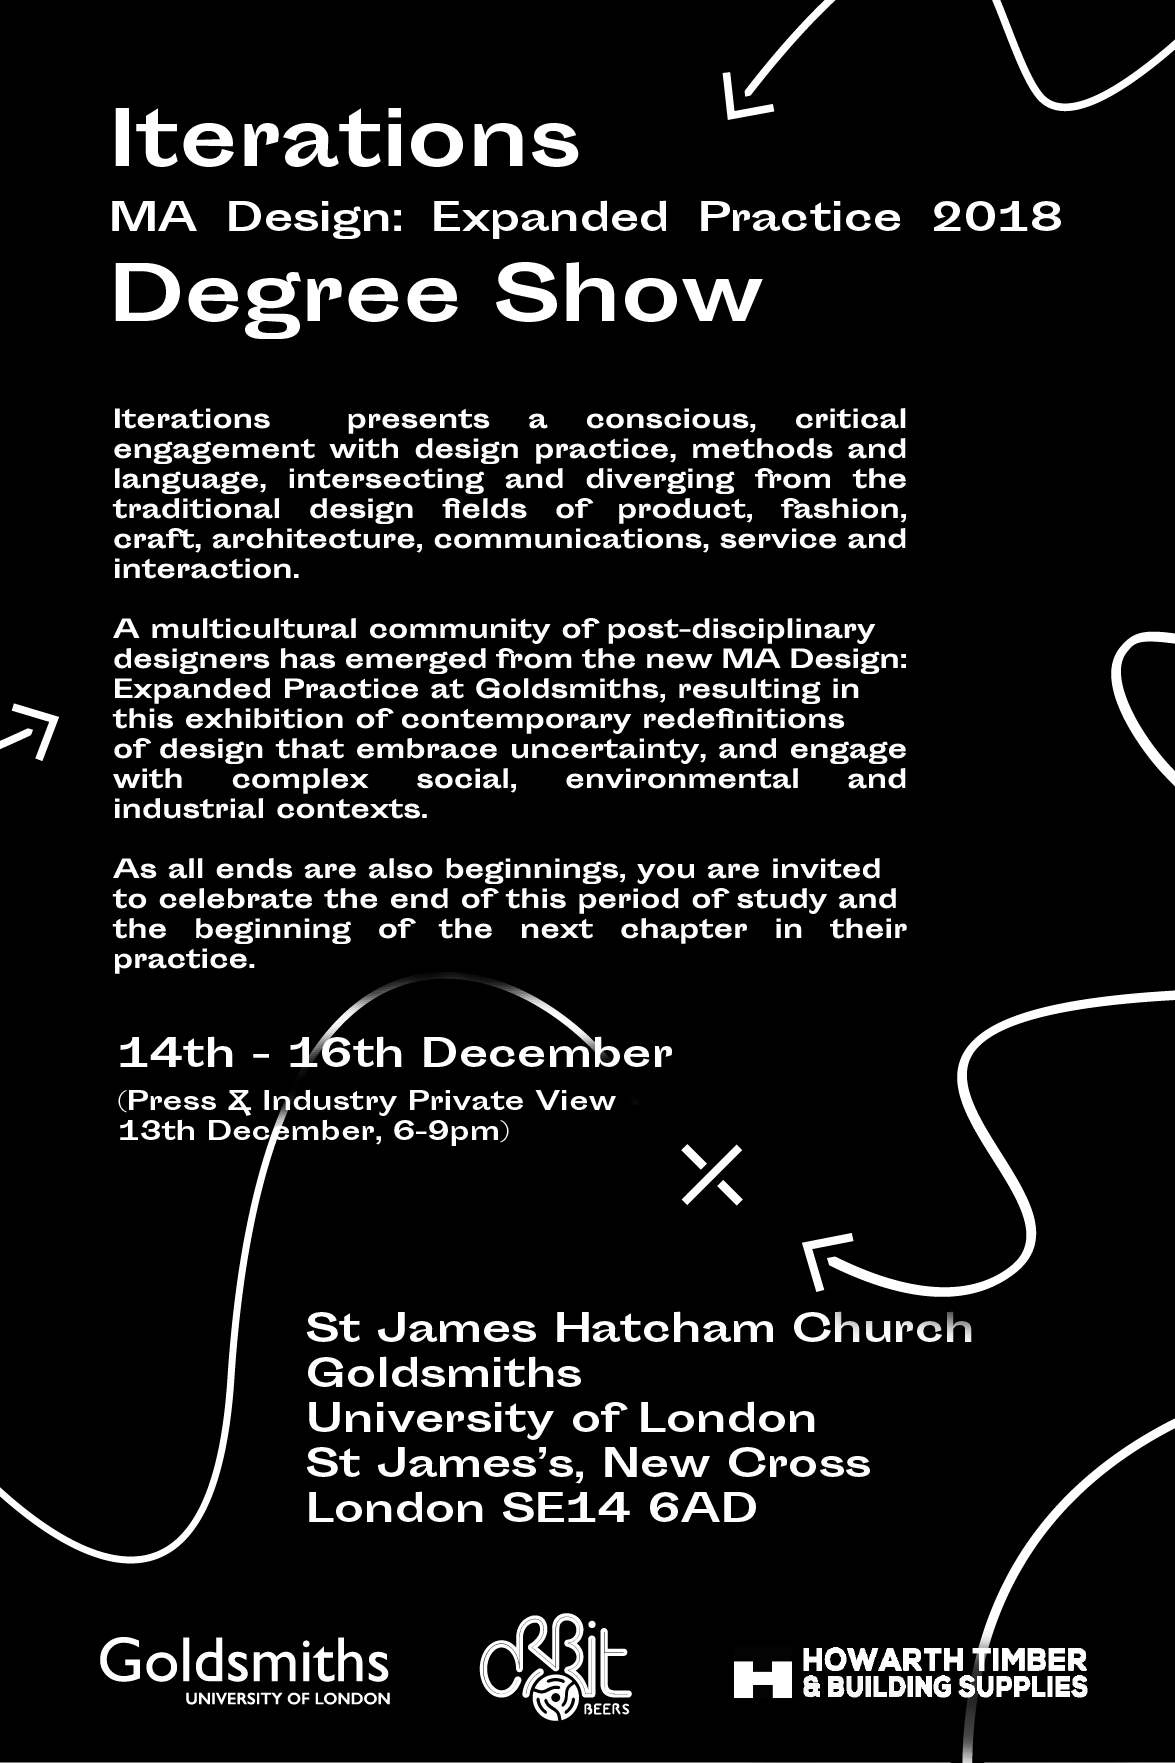 Iterations
MA Design: Expanded Practice 2018
Degree Show
Iterations presents a conscious, critical
engagement with design practice, methods and
language, intersecting and diverging from the
traditional design fields of product, fashion,
craft, architecture, communications, service and
interaction.
A multicultural community of post-disciplinary
designers has emerged from the new MA Design:
Expanded Practice at Goldsmiths, resulting in
this exhibition of contemporary redefinitions
of design that embrace uncertainty, and engage
with complex social, environmental and
industrial contexts.
As all ends are also beginnings, you are invited
to celebrate the end of this period of study and
the beginning of the next chapter in their
practice.
14th - 16th December
(Press & Industry Private View
13th December, 6-9pm)
St James Hatcham Church
Goldsmiths
University of London
St James’s, New Cross
London SE14 6AD
Goldsmiths
UNIVERSITY OF LONDON
ORBit
BEERS
HOWARTH TIMBER
& BUILDING SUPPLIES